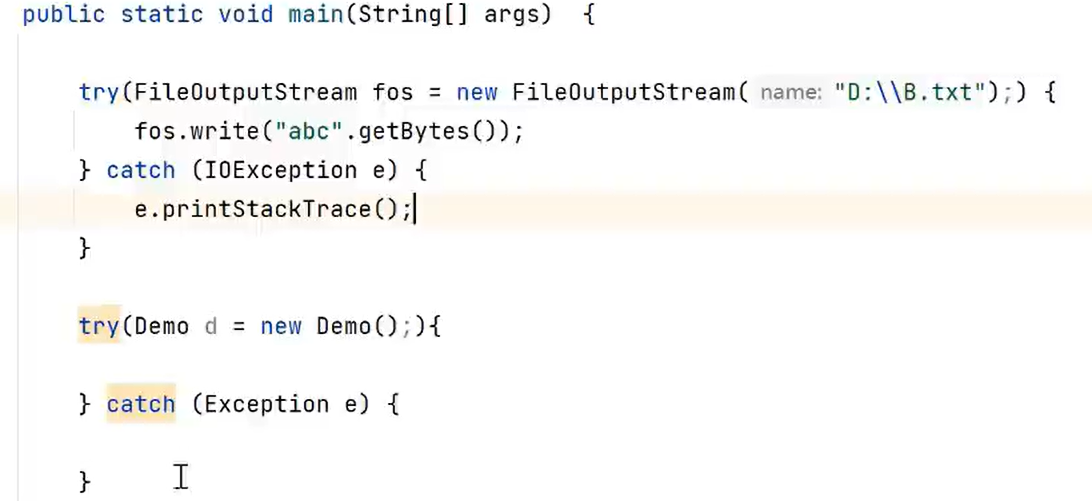 public static void main(String[] args)  {
try(FileOutputStream fos = new FileOutputStream( name: "D:\\B.txt");) {
fos.write("abc".getBytes());
} catch (IOException e) {
e.printStackTrace();
}
try(Demo d = new Demo();){
} catch (Exception e) {
}